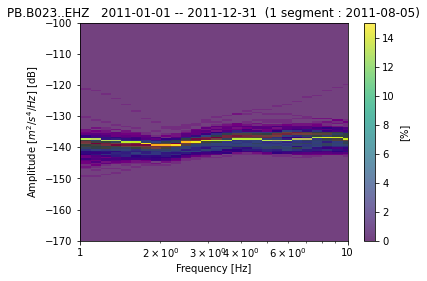 PB.B023..EHZ   2011-01-01 -- 2011-12-31  (1 segment : 2011-08-05)
−100
−110
−120
−130
−140
−150
−160
−170
Amplitude [m²/s⁴/Hz] [dB]
1
2 × 10⁰
3 × 10⁰
4 × 10⁰
6 × 10⁰
10
Frequency [Hz]
14
12
10
8
6
4
2
0
[%]